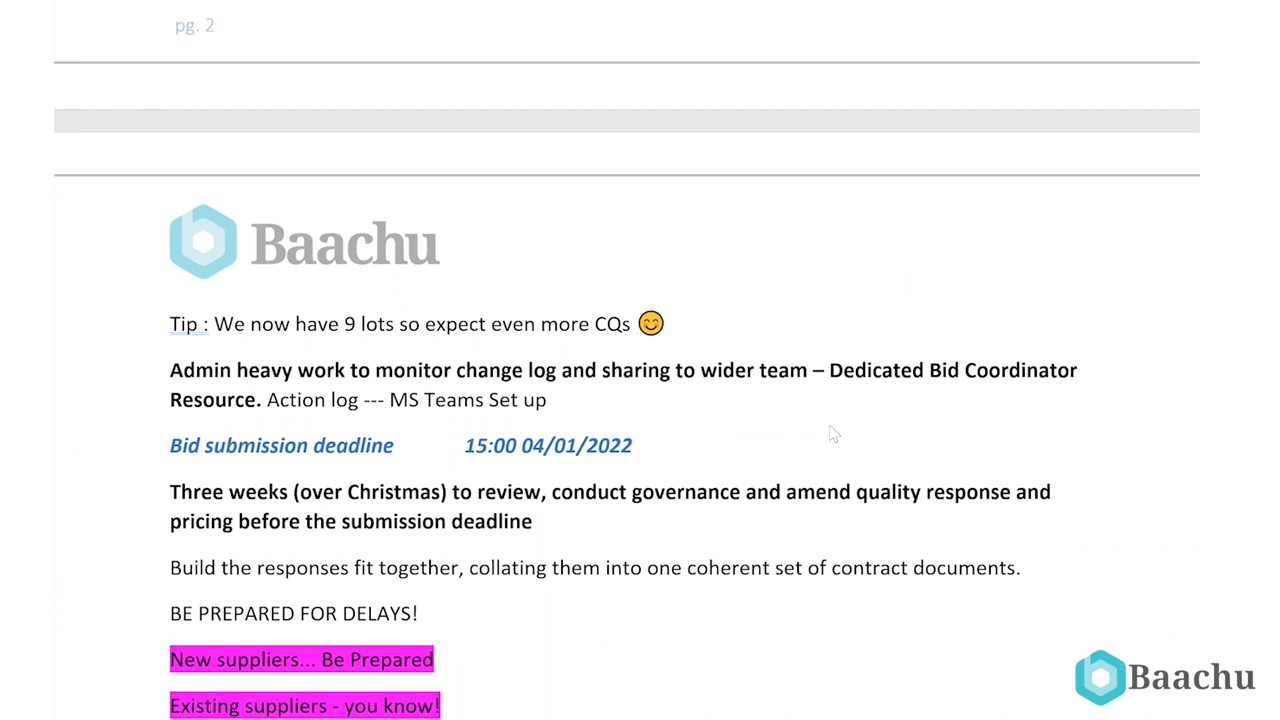 pg. 2
Baachu
Tip : We now have 9 lots so expect even more CQs 😊
Admin heavy work to monitor change log and sharing to wider team – Dedicated Bid Coordinator
Resource. Action log --- MS Teams Set up
Bid submission deadline 15:00 04/01/2022
Three weeks (over Christmas) to review, conduct governance and amend quality response and
pricing before the submission deadline
Build the responses fit together, collating them into one coherent set of contract documents.
BE PREPARED FOR DELAYS!
New suppliers... Be Prepared
Existing suppliers - you know!
Baachu